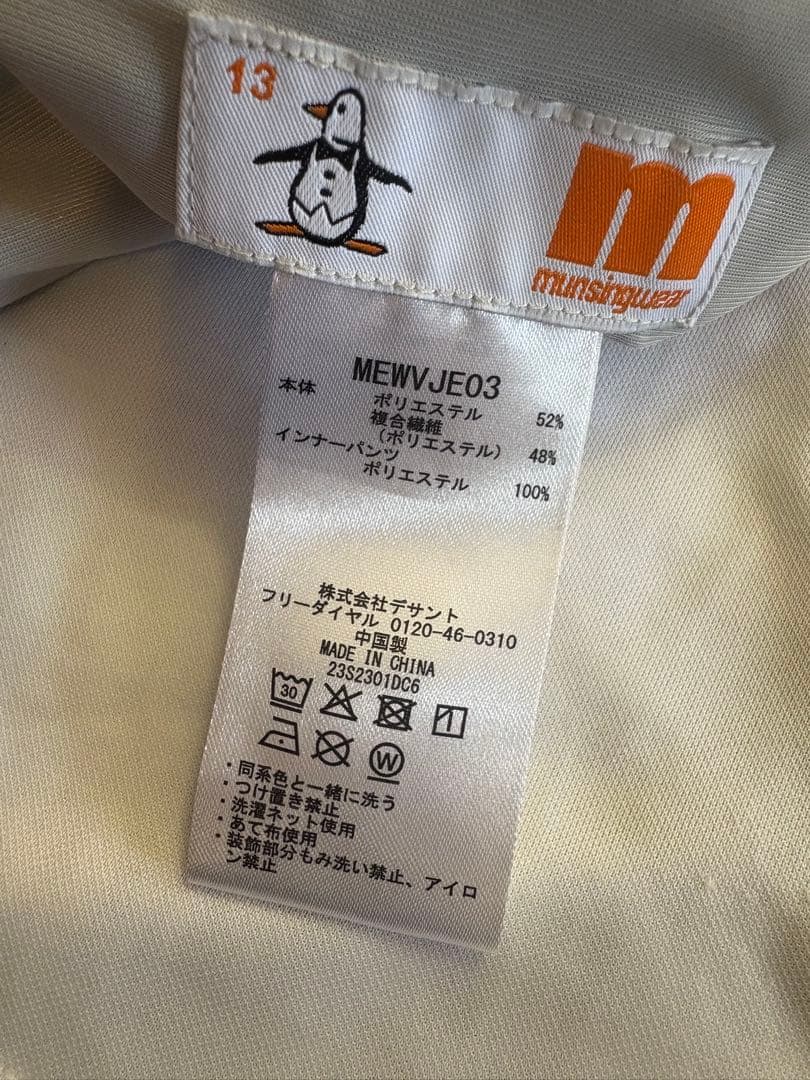 13
m
munsingwear
MEWVJE03
本体 ポリエステル 52%
複合繊維
(ポリエステル) 48%
インナーパンツ
ポリエステル 100%
株式会社デサント
フリーダイヤル 0120-46-0310
中国製
MADE IN CHINA
23S2301DC6
30
W
・同系色と一緒に洗う
・つけ置き禁止
・洗濯ネット使用
・あて布使用
・装飾部分もみ洗い禁止、アイロ
ン禁止